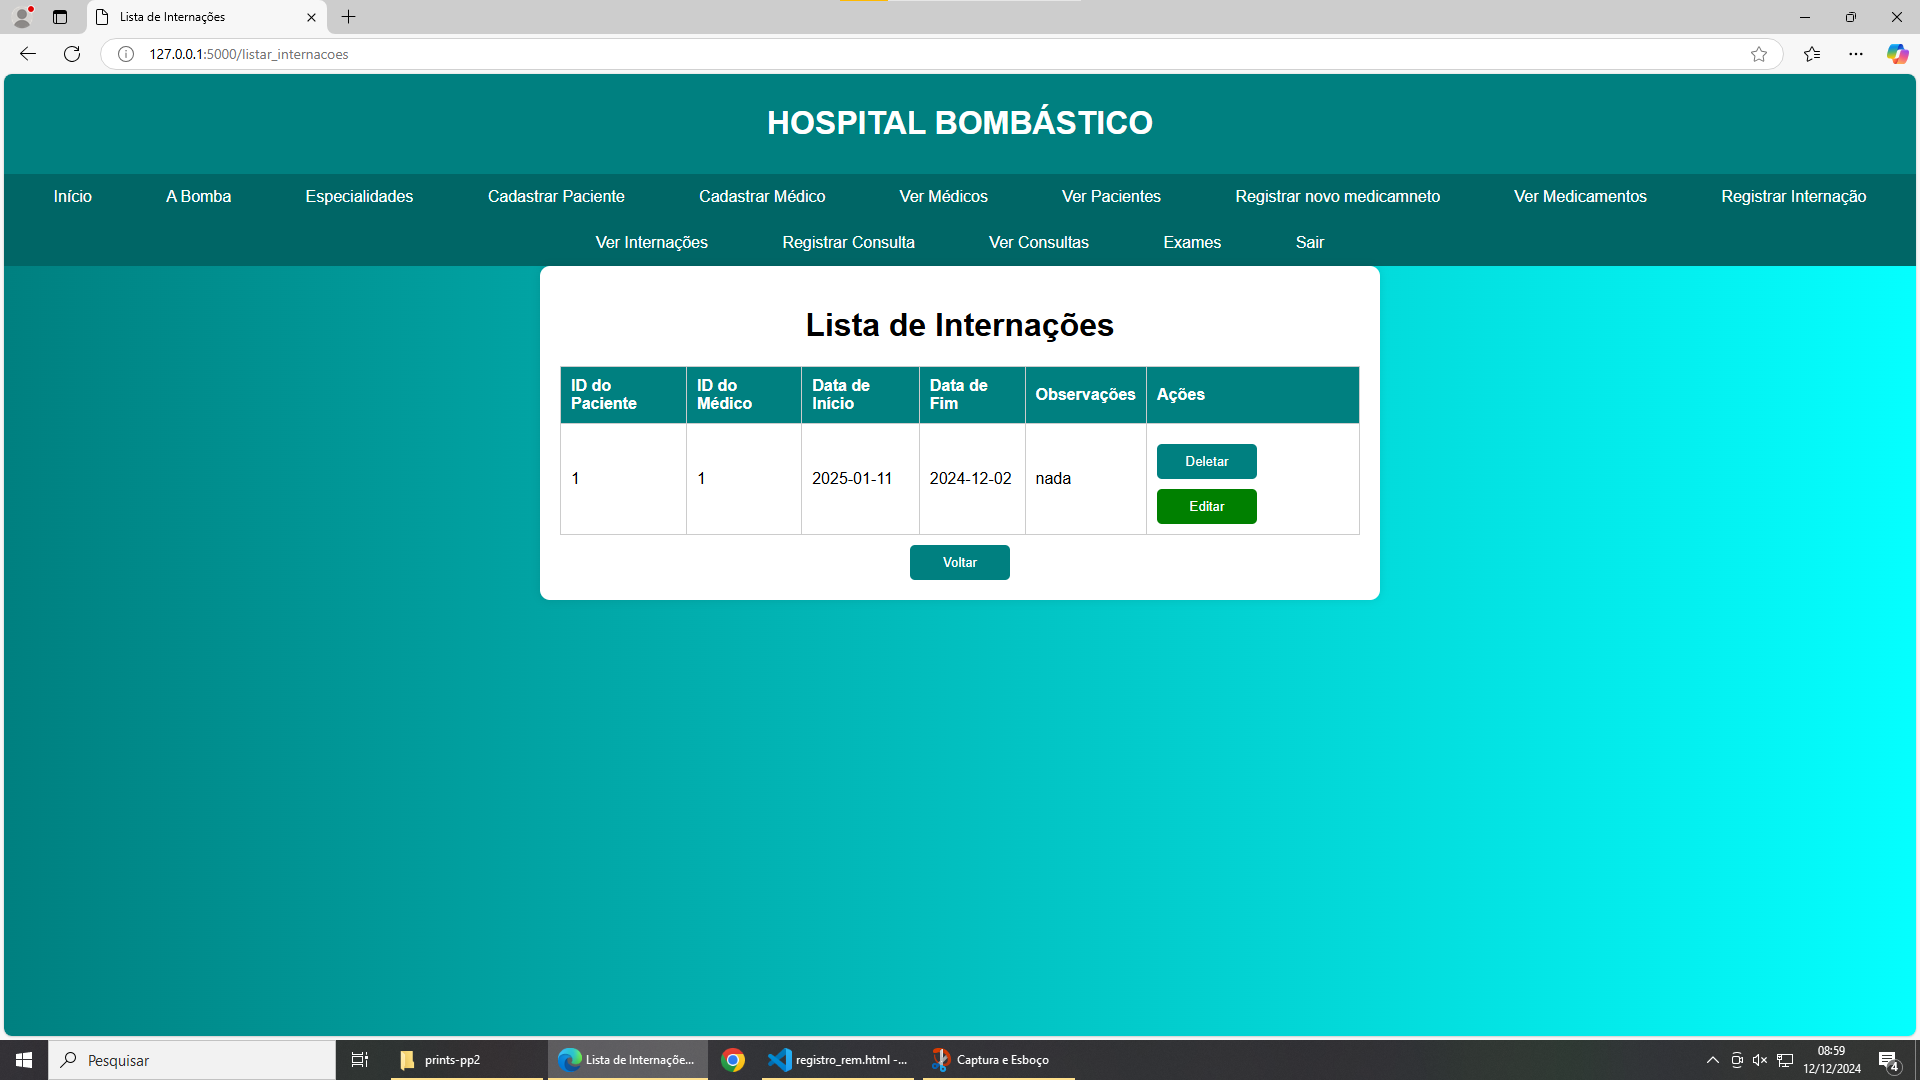 Lista de Internações
127.0.0.1:5000/listar_internacoes
HOSPITAL BOMBÁSTICO
Início A Bomba Especialidades Cadastrar Paciente Cadastrar Médico Ver Médicos Ver Pacientes Registrar novo medicamneto Ver Medicamentos Registrar Internação
Ver Internações Registrar Consulta Ver Consultas Exames Sair
Lista de Internações
ID do Paciente ID do Médico Data de Início Data de Fim Observações Ações
1 1 2025-01-11 2024-12-02 nada
Deletar
Editar
Voltar
Pesquisar prints-pp2 Lista de Internaçõe... registro_rem.html -... Captura e Esboço
08:59
12/12/2024
4